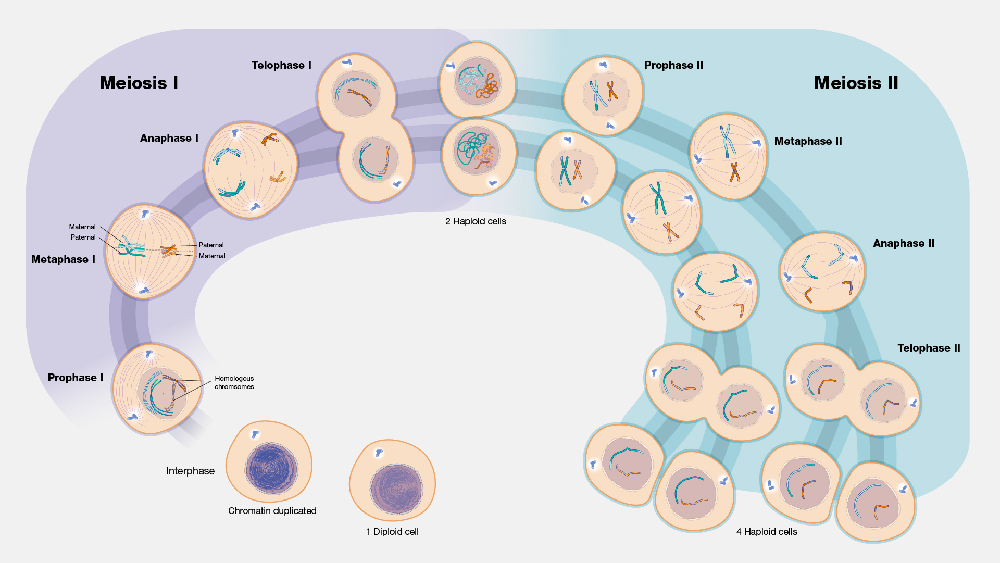 Meiosis I
Meiosis II
Telophase I
Prophase II
Anaphase I
Metaphase II
Maternal
Paternal
Paternal
Maternal
Metaphase I
2 Haploid cells
Anaphase II
Telophase II
Prophase I
Homologous
chromsomes
Interphase
Chromatin duplicated
1 Diploid cell
4 Haploid cells